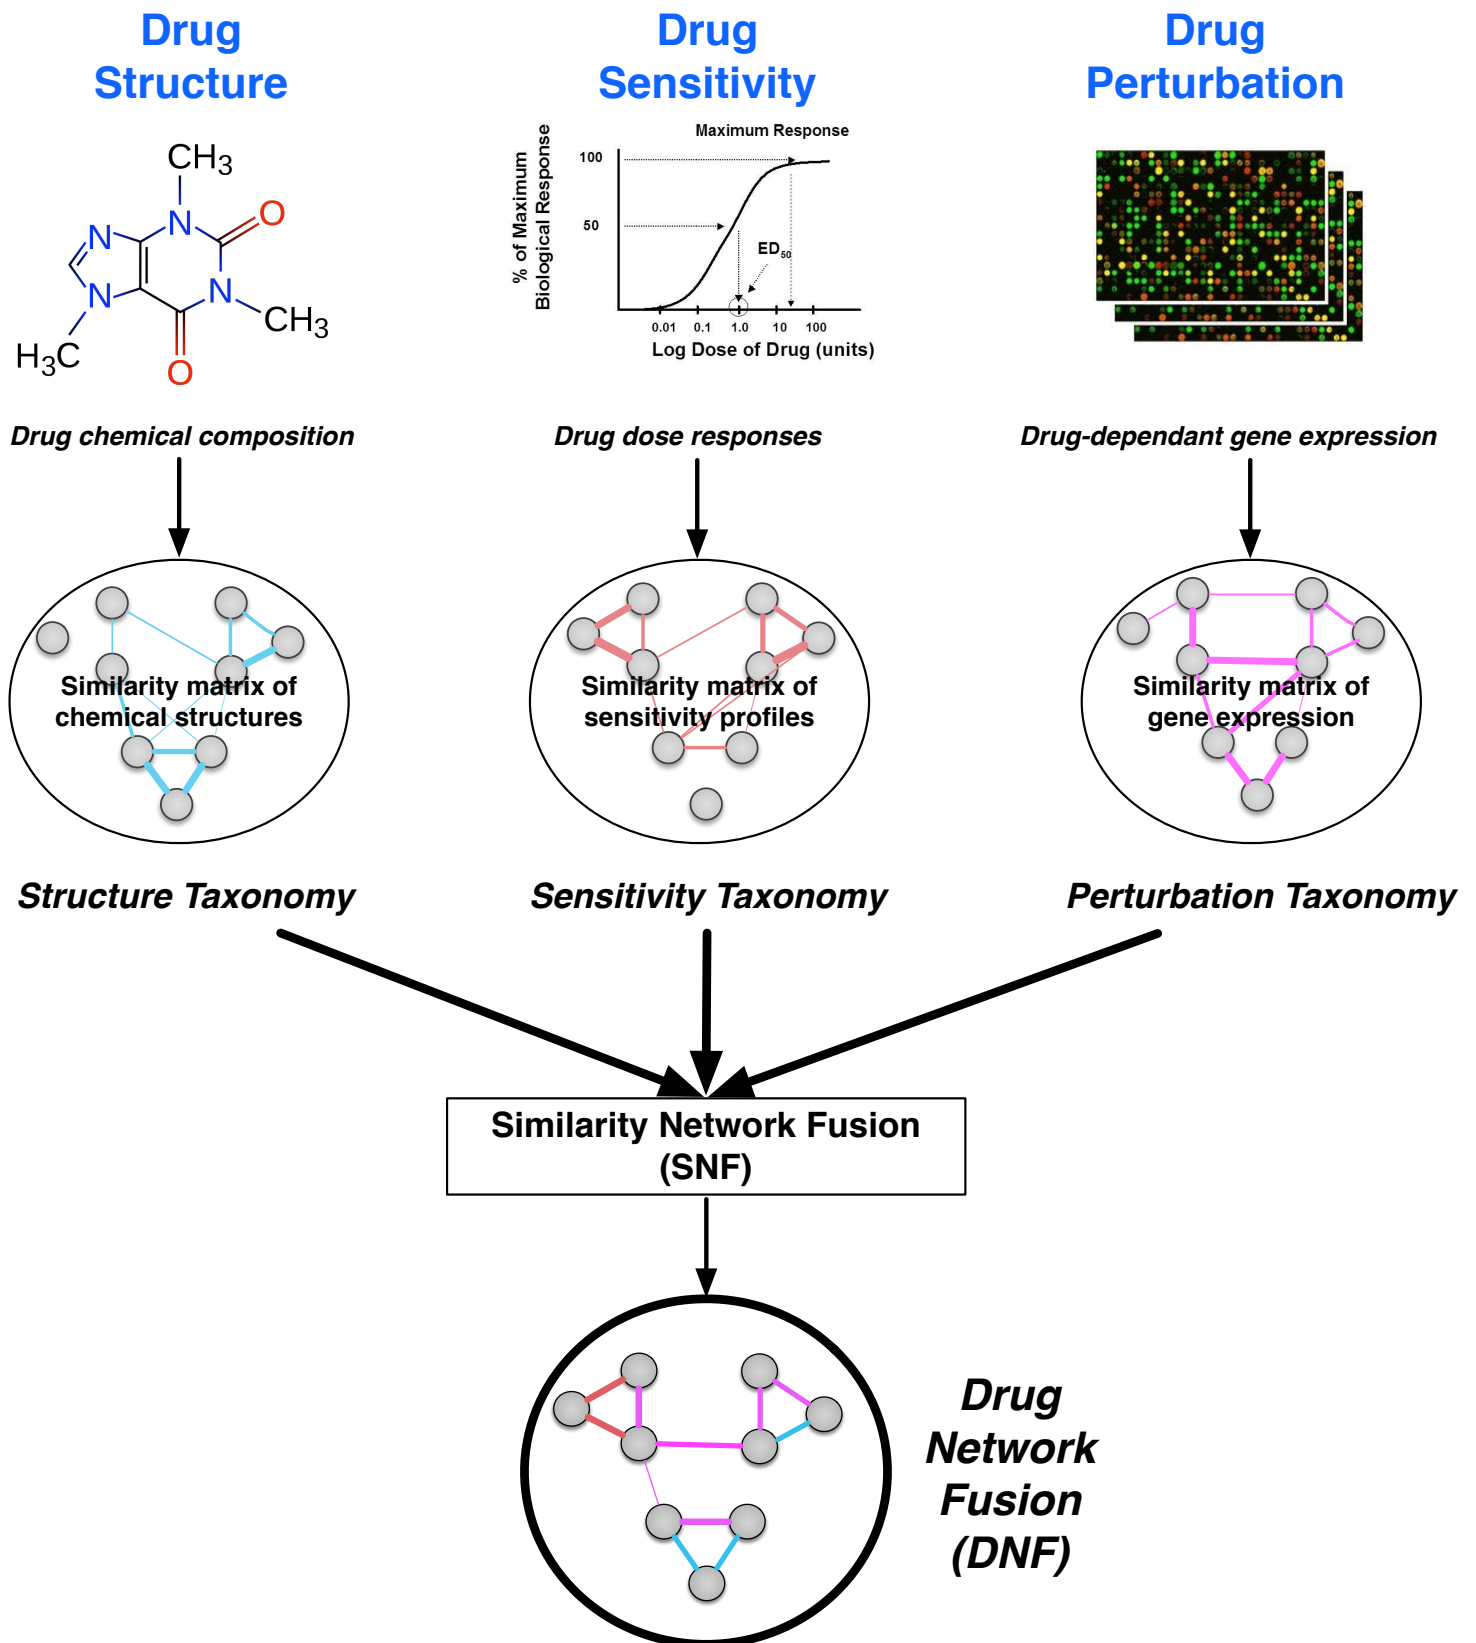 Drug
Structure
Drug
Sensitivity
Drug
Perturbation
CH3
N
O
N
N
N
CH3
H3C
O
% of Maximum
Biological Response
Maximum Response
100
50
ED50
0.01 0.1 1.0 10 100
Log Dose of Drug (units)
Drug chemical composition
Drug dose responses
Drug-dependant gene expression
Similarity matrix of
chemical structures
Similarity matrix of
sensitivity profiles
Similarity matrix of
gene expression
Structure Taxonomy
Sensitivity Taxonomy
Perturbation Taxonomy
Similarity Network Fusion
(SNF)
Drug
Network
Fusion
(DNF)